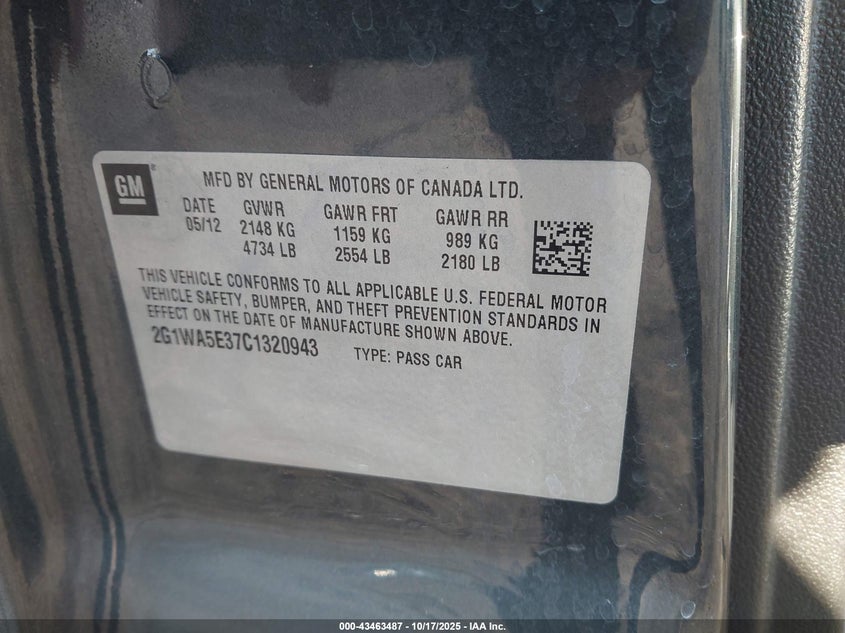 GM
MFD BY GENERAL MOTORS OF CANADA LTD.
DATE GVWR GAWR FRT GAWR RR
05/12 2148 KG 1159 KG 989 KG
4734 LB 2554 LB 2180 LB
THIS VEHICLE CONFORMS TO ALL APPLICABLE U.S. FEDERAL MOTOR
VEHICLE SAFETY, BUMPER, AND THEFT PREVENTION STANDARDS IN
EFFECT ON THE DATE OF MANUFACTURE SHOWN ABOVE.
2G1WA5E37C1320943 TYPE: PASS CAR
000-43463487 - 10/17/2025 - IAA Inc.